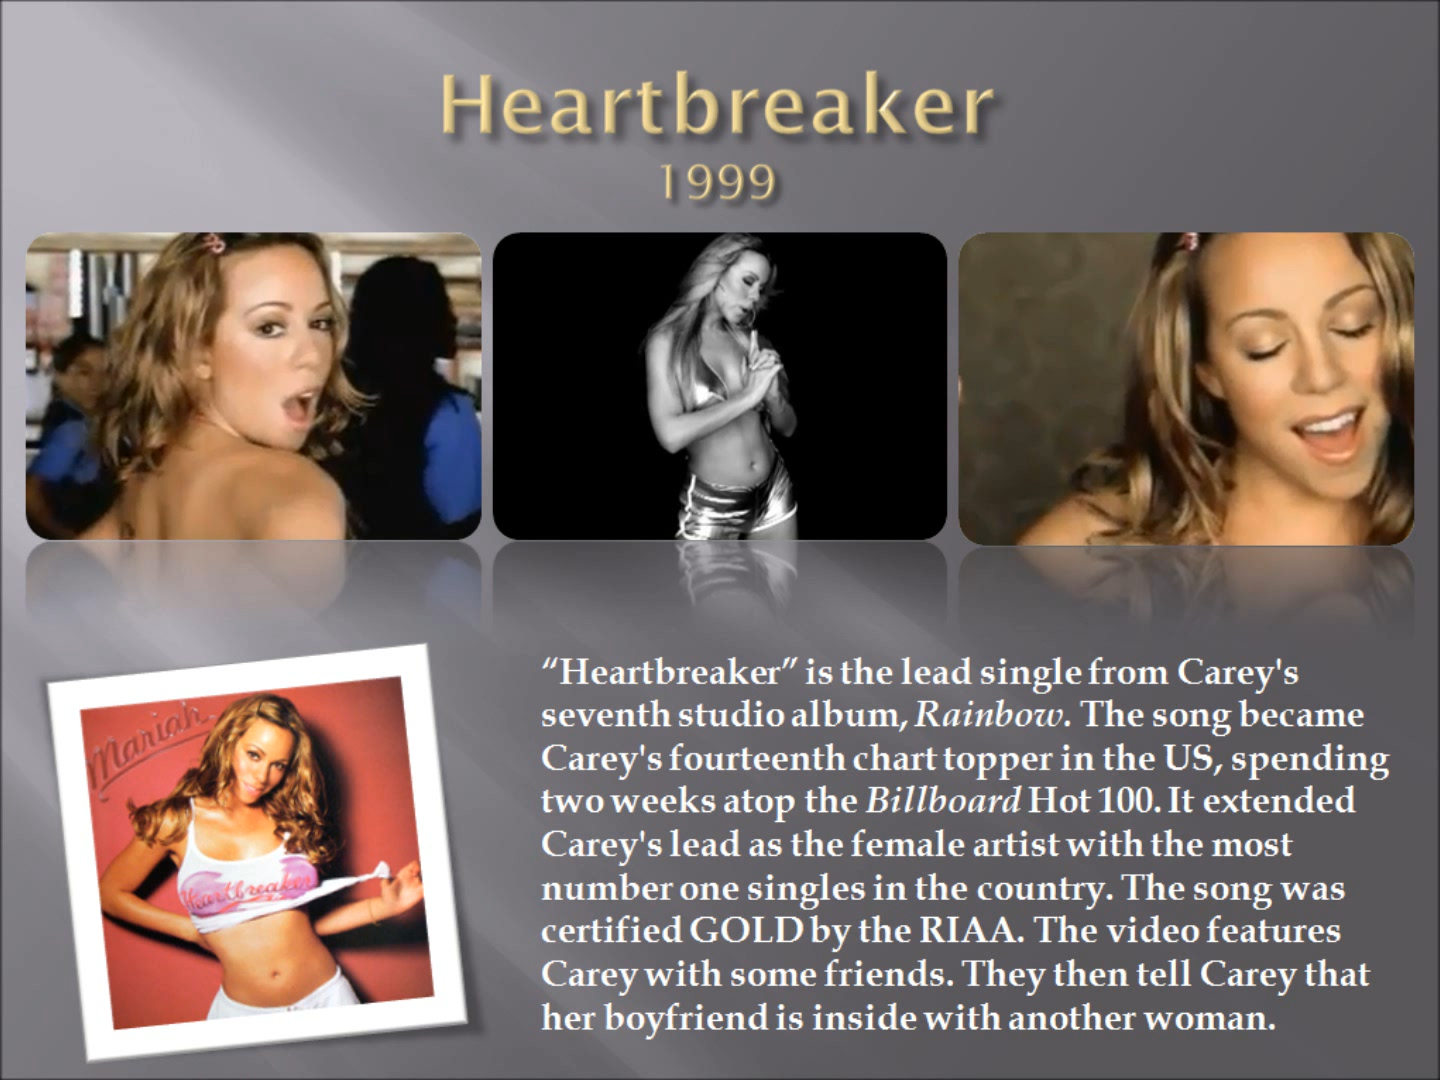 Heartbreaker
1999
Mariah
Heartbreaker
“Heartbreaker” is the lead single from Carey's
seventh studio album, Rainbow. The song became
Carey's fourteenth chart topper in the US, spending
two weeks atop the Billboard Hot 100. It extended
Carey's lead as the female artist with the most
number one singles in the country. The song was
certified GOLD by the RIAA. The video features
Carey with some friends. They then tell Carey that
her boyfriend is inside with another woman.